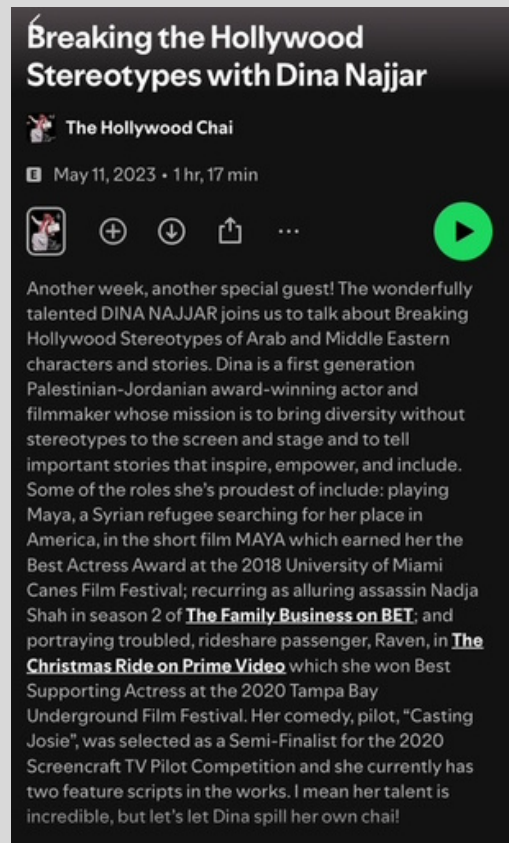 Breaking the Hollywood
Stereotypes with Dina Najjar
The Hollywood Chai
E May 11, 2023 • 1 hr, 17 min
Another week, another special guest! The wonderfully
talented DINA NAJJAR joins us to talk about Breaking
Hollywood Stereotypes of Arab and Middle Eastern
characters and stories. Dina is a first generation
Palestinian-Jordanian award-winning actor and
filmmaker whose mission is to bring diversity without
stereotypes to the screen and stage and to tell
important stories that inspire, empower, and include.
Some of the roles she's proudest of include: playing
Maya, a Syrian refugee searching for her place in
America, in the short film MAYA which earned her the
Best Actress Award at the 2018 University of Miami
Canes Film Festival; recurring as alluring assassin Nadja
Shah in season 2 of The Family Business on BET; and
portraying troubled, rideshare passenger, Raven, in The
Christmas Ride on Prime Video which she won Best
Supporting Actress at the 2020 Tampa Bay
Underground Film Festival. Her comedy, pilot, “Casting
Josie”, was selected as a Semi-Finalist for the 2020
Screencraft TV Pilot Competition and she currently has
two feature scripts in the works. I mean her talent is
incredible, but let's let Dina spill her own chai!